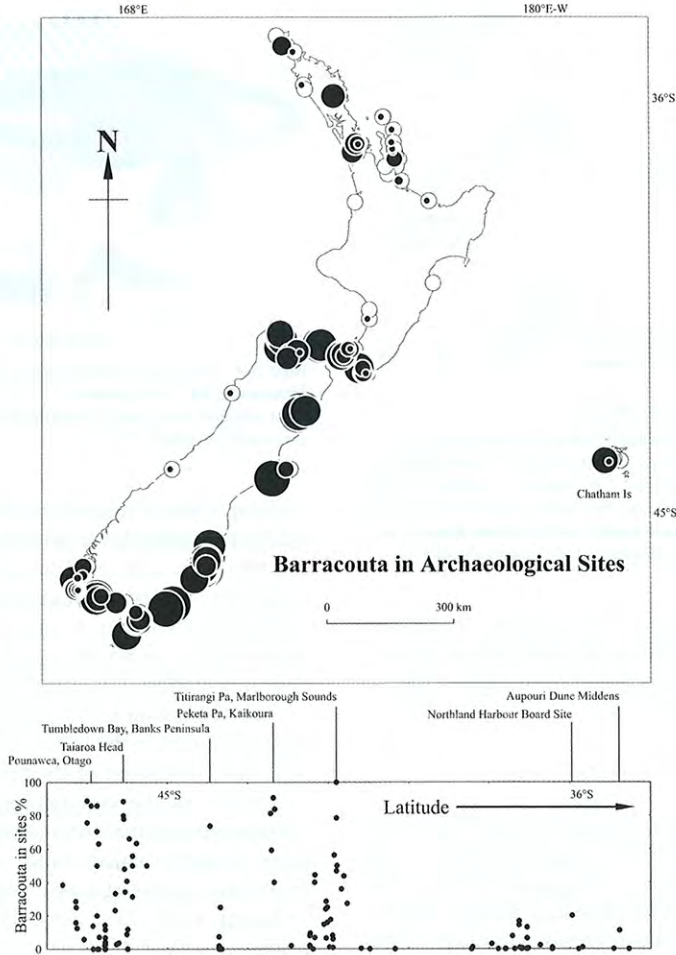 168°E
180°E-W
36°S
N
Chatham Is
45°S
Barracouta in Archaeological Sites
0 300 km
Titirangi Pa, Marlborough Sounds
Aupouri Dune Middens
Peketa Pa, Kaikoura
Northland Harbour Board Site
Tumbledown Bay, Banks Peninsula
Taiaroa Head
Pounawea, Otago
100
80
60
40
20
0
45°S
36°S
Latitude
Barracouta in sites %